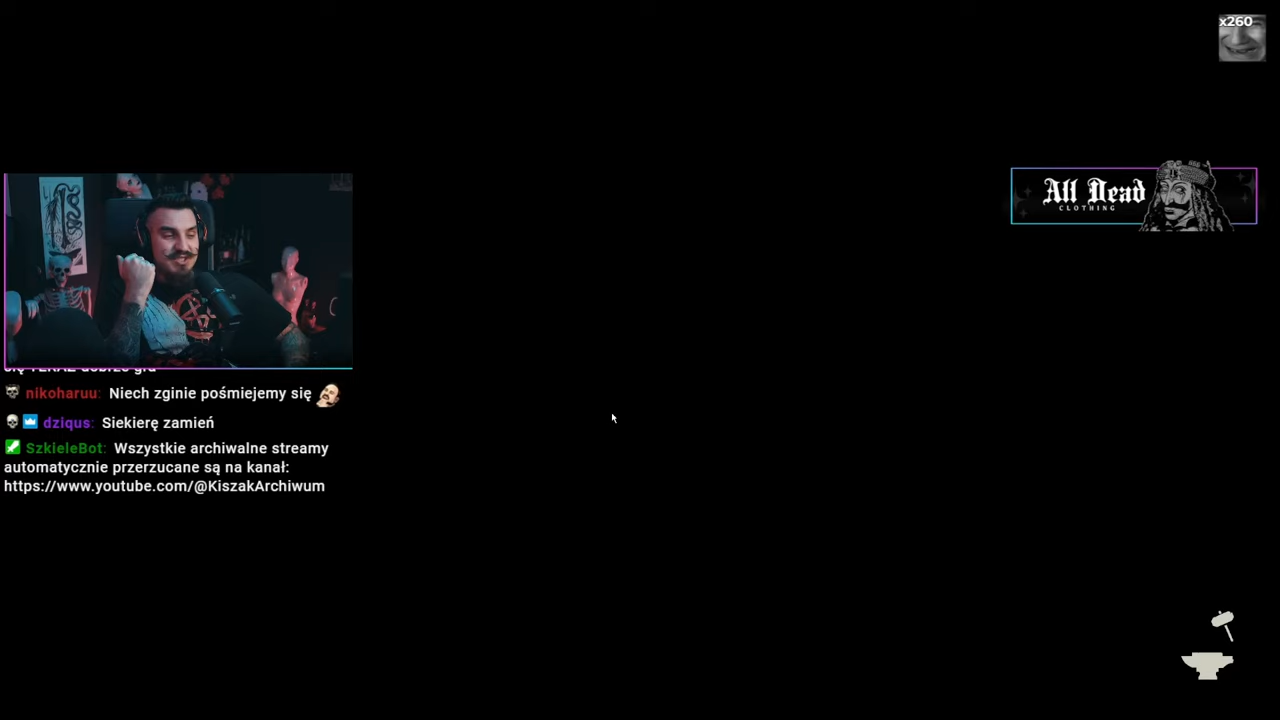 x260
All Dead
CLOTHING
nikoharuu: Niech zginie pośmiejemy się
dziqus: Siekierę zamień
SzkieleBot: Wszystkie archiwalne streamy
automatycznie przerzucane są na kanał:
https://www.youtube.com/@KiszakArchiwum